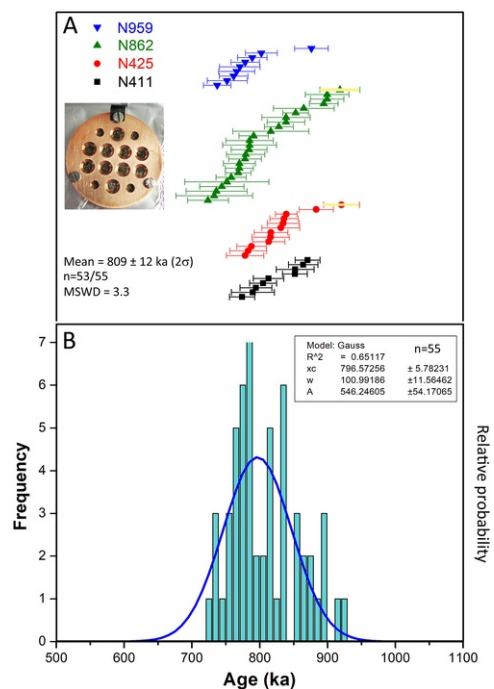 A
N959
N862
N425
N411
Mean = 809 ± 12 ka (2σ)
n=53/55
MSWD = 3.3
B
Model: Gauss
R^2 = 0.65117
xc 796.57256 ± 5.78231
w 100.99186 ±11.56462
A 546.24605 ±54.17065
n=55
Frequency
Relative probability
7
6
5
4
3
2
1
0
500 600 700 800 900 1000 1100
Age (ka)